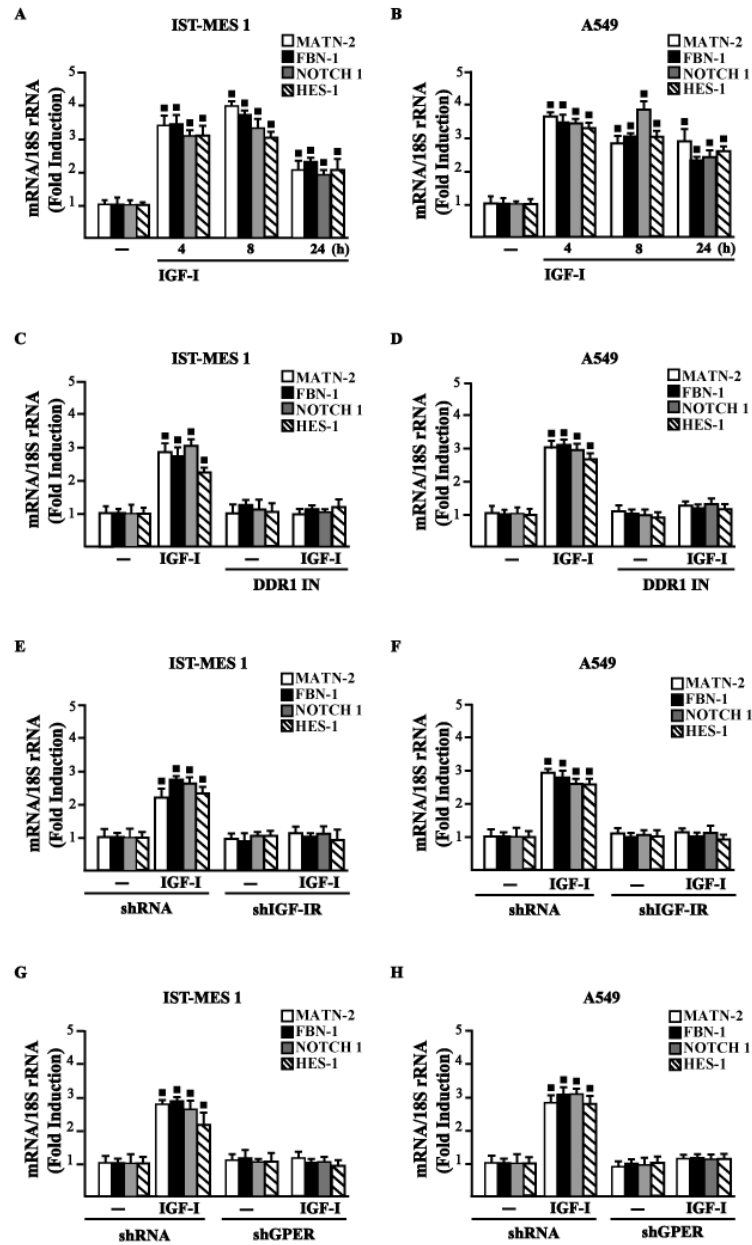 A
IST-MES 1
MATN-2
FBN-1
NOTCH 1
HES-1
mRNA/18S rRNA
(Fold Induction)
5
4
3
2
1
— 4 8 24 (h)
IGF-I
B
A549
MATN-2
FBN-1
NOTCH 1
HES-1
mRNA/18S rRNA
(Fold Induction)
5
4
3
2
1
— 4 8 24 (h)
IGF-I
C
IST-MES 1
MATN-2
FBN-1
NOTCH 1
HES-1
mRNA/18S rRNA
(Fold Induction)
5
4
3
2
1
— IGF-I — IGF-I
DDR1 IN
D
A549
MATN-2
FBN-1
NOTCH 1
HES-1
mRNA/18S rRNA
(Fold Induction)
5
4
3
2
1
— IGF-I — IGF-I
DDR1 IN
E
IST-MES 1
MATN-2
FBN-1
NOTCH 1
HES-1
mRNA/18S rRNA
(Fold Induction)
5
4
3
2
1
— IGF-I — IGF-I
shRNA shIGF-IR
F
A549
MATN-2
FBN-1
NOTCH 1
HES-1
mRNA/18S rRNA
(Fold Induction)
5
4
3
2
1
— IGF-I — IGF-I
shRNA shIGF-IR
G
IST-MES 1
MATN-2
FBN-1
NOTCH 1
HES-1
mRNA/18S rRNA
(Fold Induction)
5
4
3
2
1
— IGF-I — IGF-I
shRNA shGPER
H
A549
MATN-2
FBN-1
NOTCH 1
HES-1
mRNA/18S rRNA
(Fold Induction)
5
4
3
2
1
— IGF-I — IGF-I
shRNA shGPER